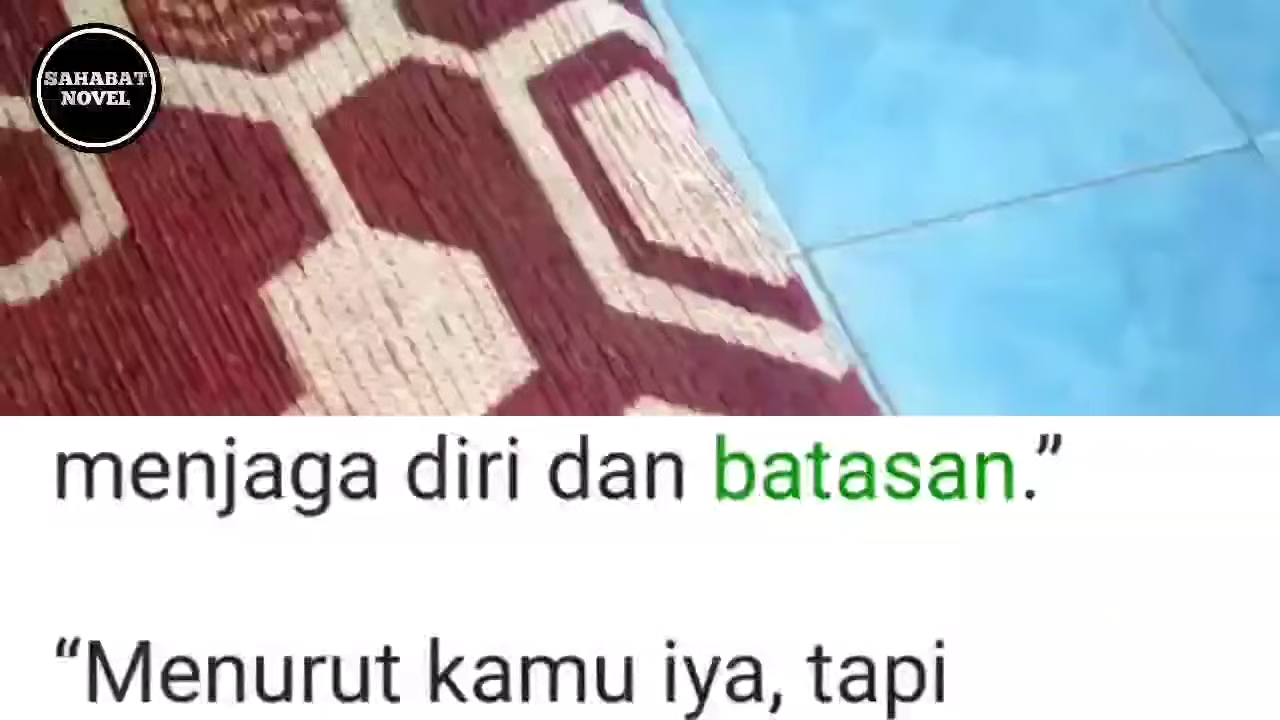 SAHABAT
NOVEL
menjaga diri dan batasan.”
“Menurut kamu iya, tapi